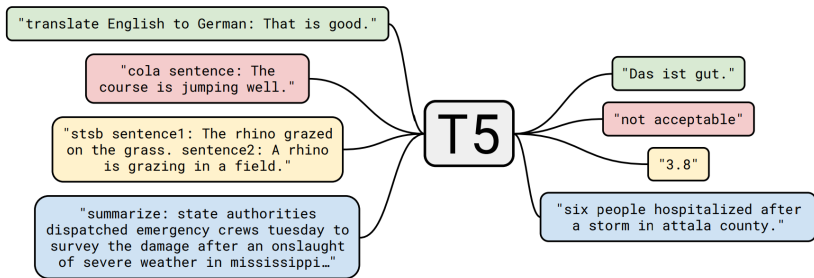 "translate English to German: That is good."
"cola sentence: The
course is jumping well."
"stsb sentence1: The rhino grazed
on the grass. sentence2: A rhino
is grazing in a field."
"summarize: state authorities
dispatched emergency crews tuesday to
survey the damage after an onslaught
of severe weather in mississippi…"
T5
"Das ist gut."
"not acceptable"
"3.8"
"six people hospitalized after
a storm in attala county."